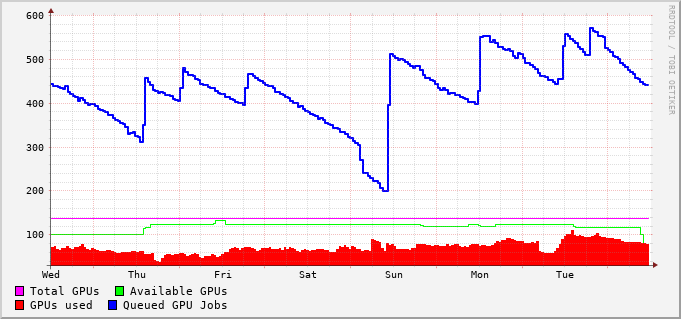 600
500
400
300
200
100
Wed Thu Fri Sat Sun Mon Tue
Total GPUs Available GPUs
GPUs used Queued GPU Jobs
RRDTOOL / TOBI OETIKER